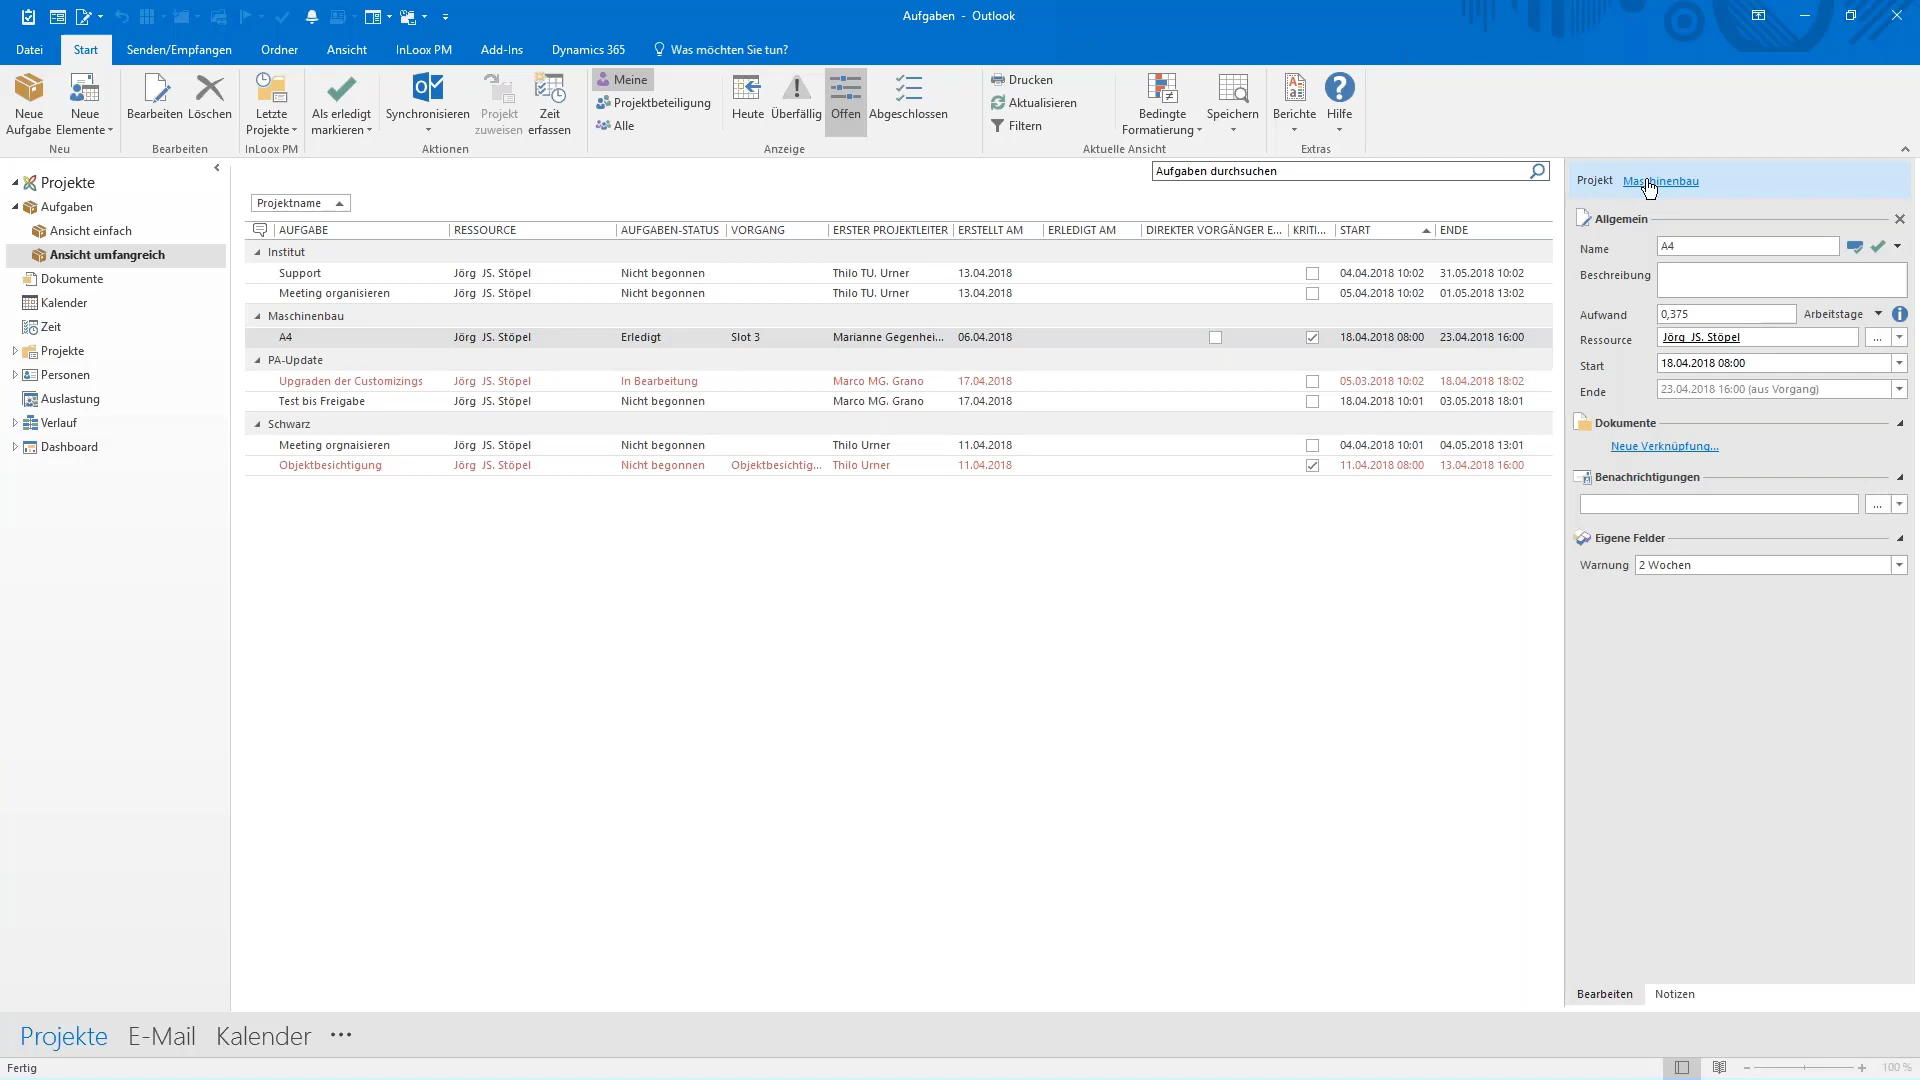 Aufgaben - Outlook
Datei Start Senden/Empfangen Ordner Ansicht InLoox PM Add-Ins Dynamics 365 Was möchten Sie tun?
Neue Aufgabe
Neue Elemente
Neu
Bearbeiten
Löschen
Bearbeiten
Letzte Projekte
InLoox PM
Als erledigt markieren
Synchronisieren
Projekt zuweisen
Zeit erfassen
Aktionen
Meine
Projektbeteiligung
Alle
Heute
Überfällig
Offen
Abgeschlossen
Anzeige
Drucken
Aktualisieren
Filtern
Bedingte Formatierung
Speichern
Aktuelle Ansicht
Berichte
Hilfe
Extras
Projekte
Aufgaben
Ansicht einfach
Ansicht umfangreich
Dokumente
Kalender
Zeit
Projekte
Personen
Auslastung
Verlauf
Dashboard
Aufgaben durchsuchen
Projektname
AUFGABE RESSOURCE AUFGABEN-STATUS VORGANG ERSTER PROJEKTLEITER ERSTELLT AM ERLEDIGT AM DIREKTER VORGÄNGER E... KRITI... START ENDE
Institut
Support Jörg JS. Stöpel Nicht begonnen Thilo TU. Urner 13.04.2018 04.04.2018 10:02 31.05.2018 10:02
Meeting organisieren Jörg JS. Stöpel Nicht begonnen Thilo TU. Urner 13.04.2018 05.04.2018 10:02 01.05.2018 13:02
Maschinenbau
A4 Jörg JS. Stöpel Erledigt Slot 3 Marianne Gegenhei... 06.04.2018 18.04.2018 08:00 23.04.2018 16:00
PA-Update
Upgraden der Customizings Jörg JS. Stöpel In Bearbeitung Marco MG. Grano 17.04.2018 05.03.2018 10:02 18.04.2018 18:02
Test bis Freigabe Jörg JS. Stöpel Nicht begonnen Marco MG. Grano 17.04.2018 18.04.2018 10:01 03.05.2018 18:01
Schwarz
Meeting orgnaisieren Jörg JS. Stöpel Nicht begonnen Thilo Urner 11.04.2018 04.04.2018 10:01 04.05.2018 13:01
Objektbesichtigung Jörg JS. Stöpel Nicht begonnen Objektbesichtig... Thilo Urner 11.04.2018 11.04.2018 08:00 13.04.2018 16:00
Projekt Maschinenbau
Allgemein
Name A4
Beschreibung
Aufwand 0,375 Arbeitstage
Ressource Jörg JS. Stöpel ...
Start 18.04.2018 08:00
Ende 23.04.2018 16:00 (aus Vorgang)
Dokumente
Neue Verknüpfung...
Benachrichtigungen
...
Eigene Felder
Warnung 2 Wochen
Bearbeiten Notizen
Projekte E-Mail Kalender ...
Fertig
100 %